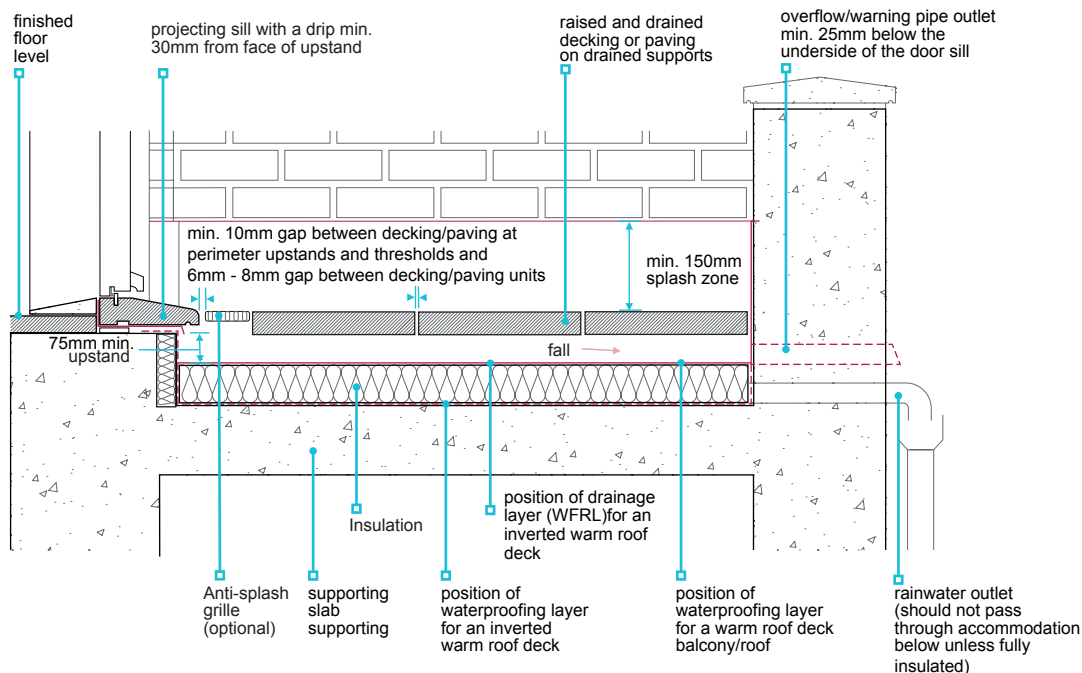 finished
floor
level
projecting sill with a drip min.
30mm from face of upstand
raised and drained
decking or paving
on drained supports
overflow/warning pipe outlet
min. 25mm below the
underside of the door sill
min. 10mm gap between decking/paving at
perimeter upstands and thresholds and
6mm - 8mm gap between decking/paving units
min. 150mm
splash zone
75mm min.
upstand
fall
Insulation
position of drainage
layer (WFRL)for an
inverted warm roof
deck
Anti-splash
grille
(optional)
supporting
slab
supporting
position of
waterproofing layer
for an inverted
warm roof deck
position of
waterproofing layer
for a warm roof deck
balcony/roof
rainwater outlet
(should not pass
through accommodation
below unless fully
insulated)